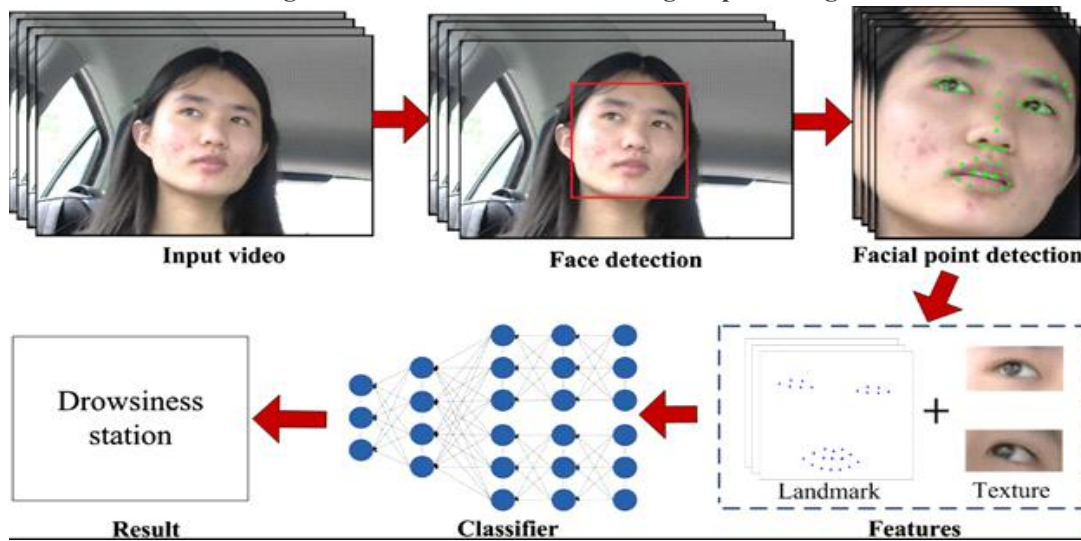 Input video
Face detection
Facial point detection
Drowsiness
station
+
Landmark
Texture
Result
Classifier
Features